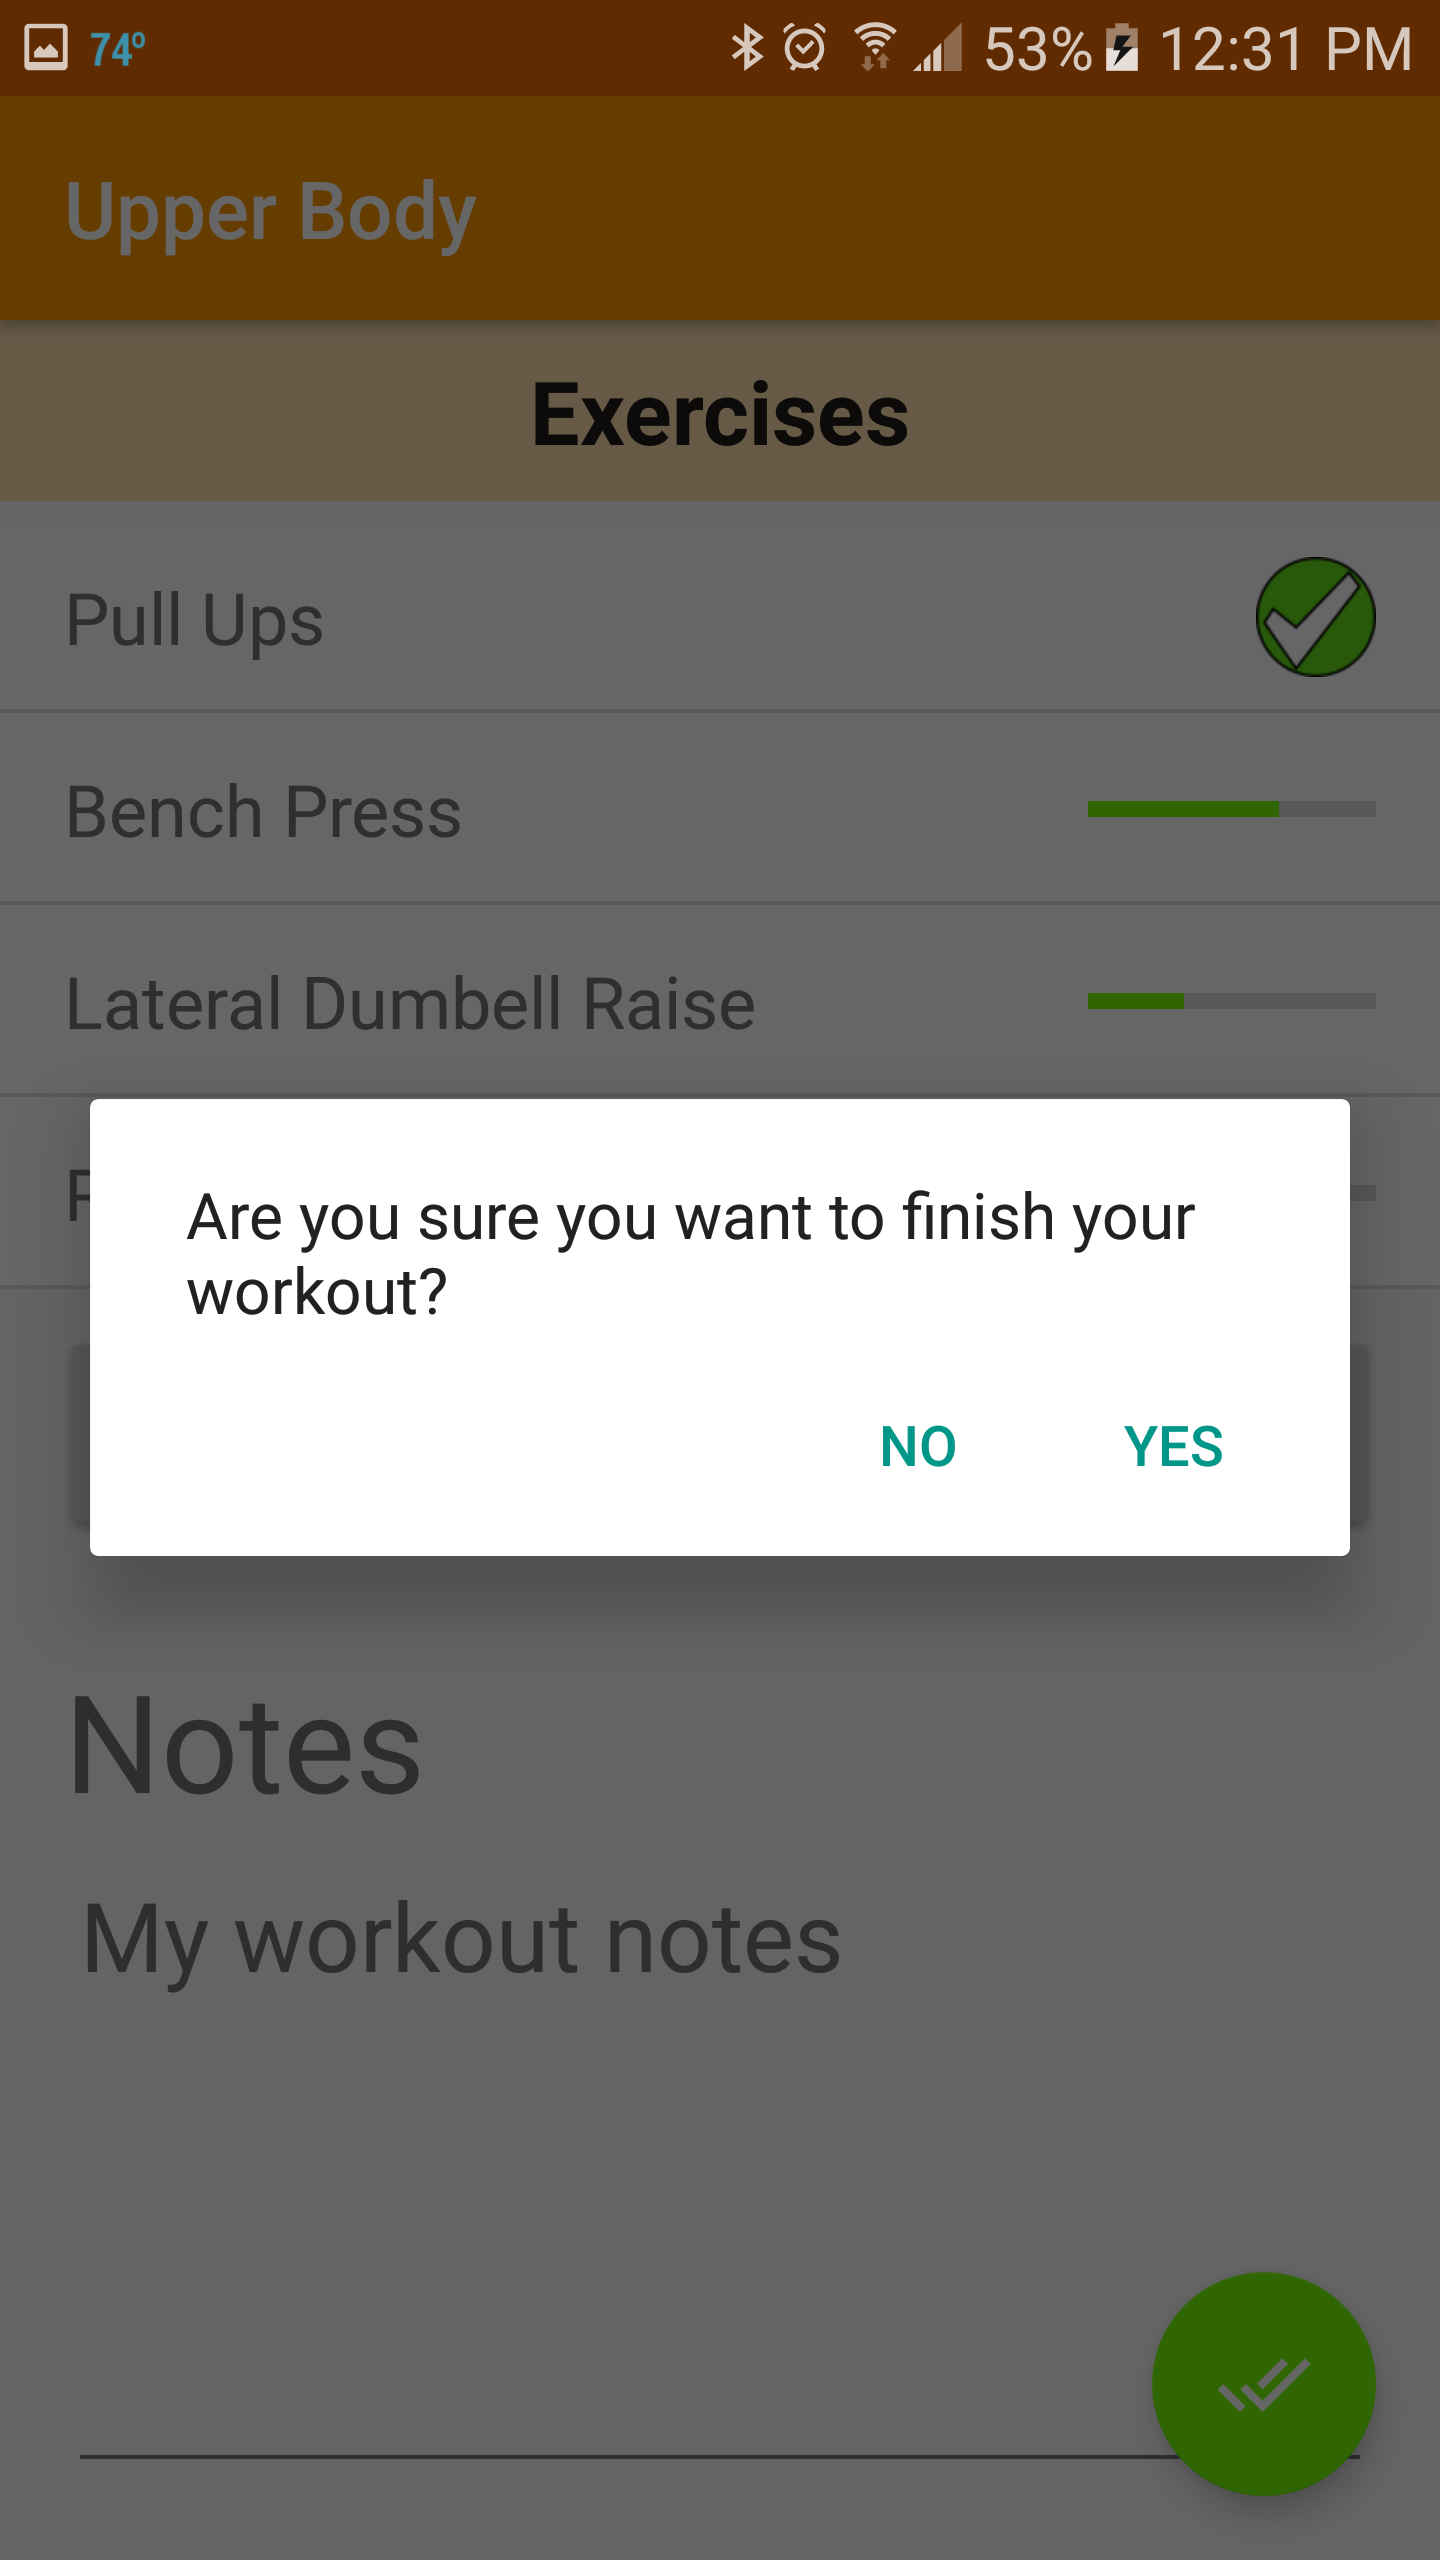 74° 53% 12:31 PM
Upper Body
Exercises
Pull Ups
Bench Press
Lateral Dumbell Raise
Are you sure you want to finish your
workout?
NO YES
Notes
My workout notes